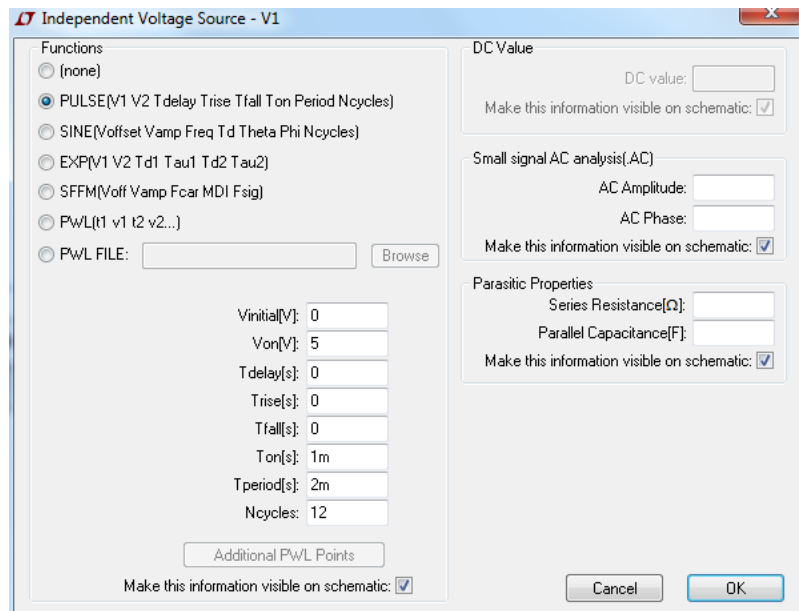 Independent Voltage Source - V1
Functions
(none)
PULSE(V1 V2 Tdelay Trise Tfall Ton Period Ncycles)
SINE(Voffset Vamp Freq Td Theta Phi Ncycles)
EXP(V1 V2 Td1 Tau1 Td2 Tau2)
SFFM(Voff Vamp Fcar MDI Fsig)
PWL(t1 v1 t2 v2...)
PWL FILE: Browse
Vinitial[V]: 0
Von[V]: 5
Tdelay[s]: 0
Trise[s]: 0
Tfall[s]: 0
Ton[s]: 1m
Tperiod[s]: 2m
Ncycles: 12
Additional PWL Points
Make this information visible on schematic:
DC Value
DC value:
Make this information visible on schematic:
Small signal AC analysis(.AC)
AC Amplitude:
AC Phase:
Make this information visible on schematic:
Parasitic Properties
Series Resistance[Ω]:
Parallel Capacitance[F]:
Make this information visible on schematic:
Cancel OK